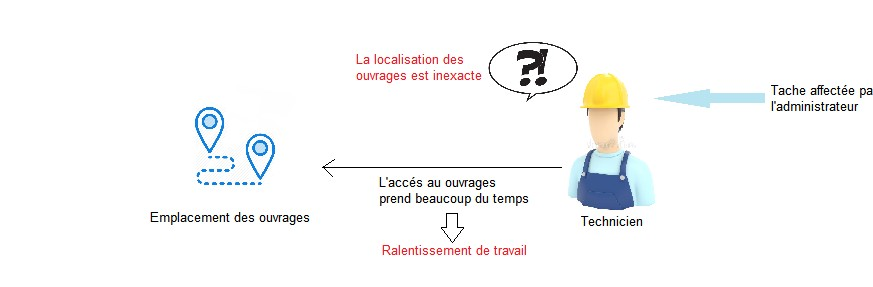 La localisation des
ouvrages est inexacte
?!
Tache affectée pa
l'administrateur
L'accés au ouvrages
prend beaucoup du temps
Emplacement des ouvrages
Technicien
Ralentissement de travail